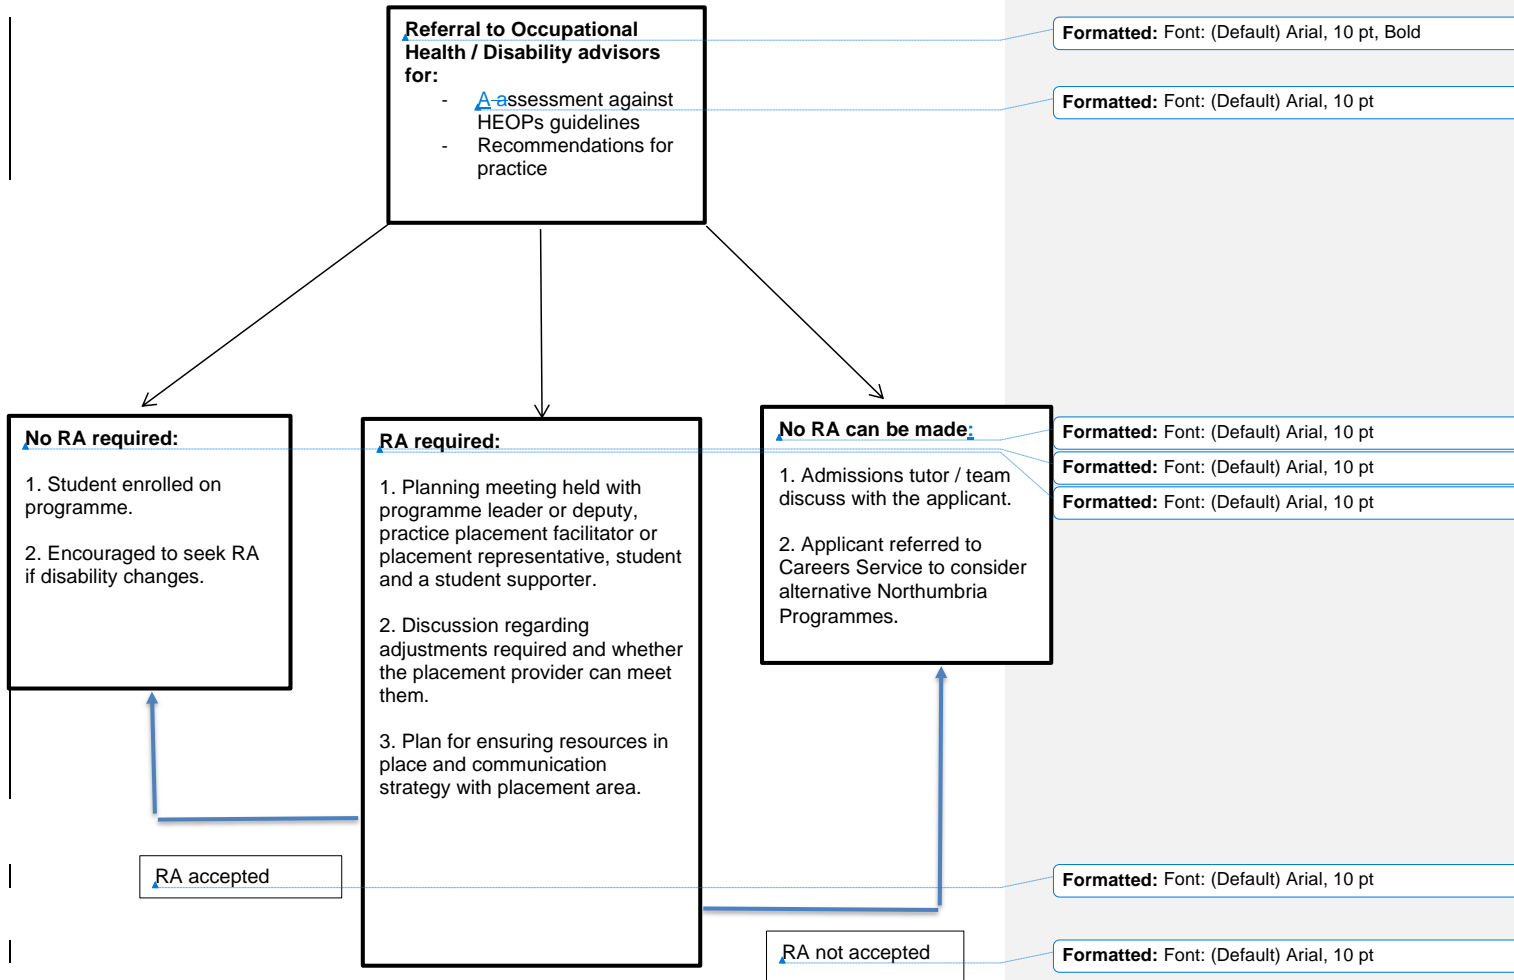 Referral to Occupational
Health / Disability advisors
for:
- A assessment against
HEOPs guidelines
- Recommendations for
practice
No RA required:
1. Student enrolled on
programme.
2. Encouraged to seek RA
if disability changes.
RA required:
1. Planning meeting held with
programme leader or deputy,
practice placement facilitator or
placement representative, student
and a student supporter.
2. Discussion regarding
adjustments required and whether
the placement provider can meet
them.
3. Plan for ensuring resources in
place and communication
strategy with placement area.
No RA can be made:
1. Admissions tutor / team
discuss with the applicant.
2. Applicant referred to
Careers Service to consider
alternative Northumbria
Programmes.
RA accepted
RA not accepted
Formatted: Font: (Default) Arial, 10 pt, Bold
Formatted: Font: (Default) Arial, 10 pt
Formatted: Font: (Default) Arial, 10 pt
Formatted: Font: (Default) Arial, 10 pt
Formatted: Font: (Default) Arial, 10 pt
Formatted: Font: (Default) Arial, 10 pt
Formatted: Font: (Default) Arial, 10 pt